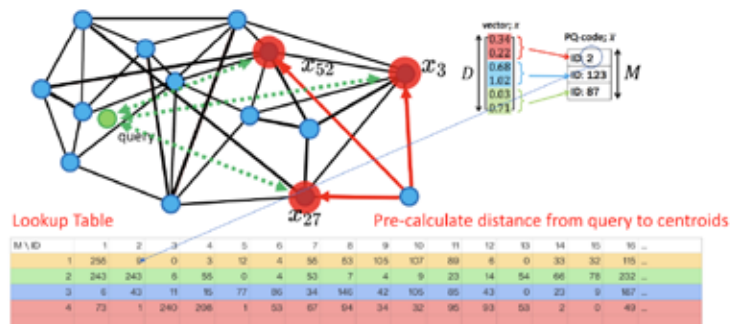 vector; x
PQ-code; x̄
0.34
0.22
0.68
1.02
0.03
0.71
D
ID: 2
ID: 123
ID: 87
M
x₅₂
x₃
query
x₂₇
Lookup Table
Pre-calculate distance from query to centroids
M \ ID 1 2 3 4 5 6 7 8 9 10 11 12 13 14 15 16 ...
1 258 9 0 3 12 4 56 53 105 107 89 6 0 33 32 115 ...
2 243 243 6 55 0 4 53 7 4 9 23 14 54 66 78 232 ...
3 6 43 11 15 77 86 34 146 42 105 85 43 0 23 9 167 ...
4 73 1 240 208 1 53 67 94 34 32 95 93 53 2 0 49 ...